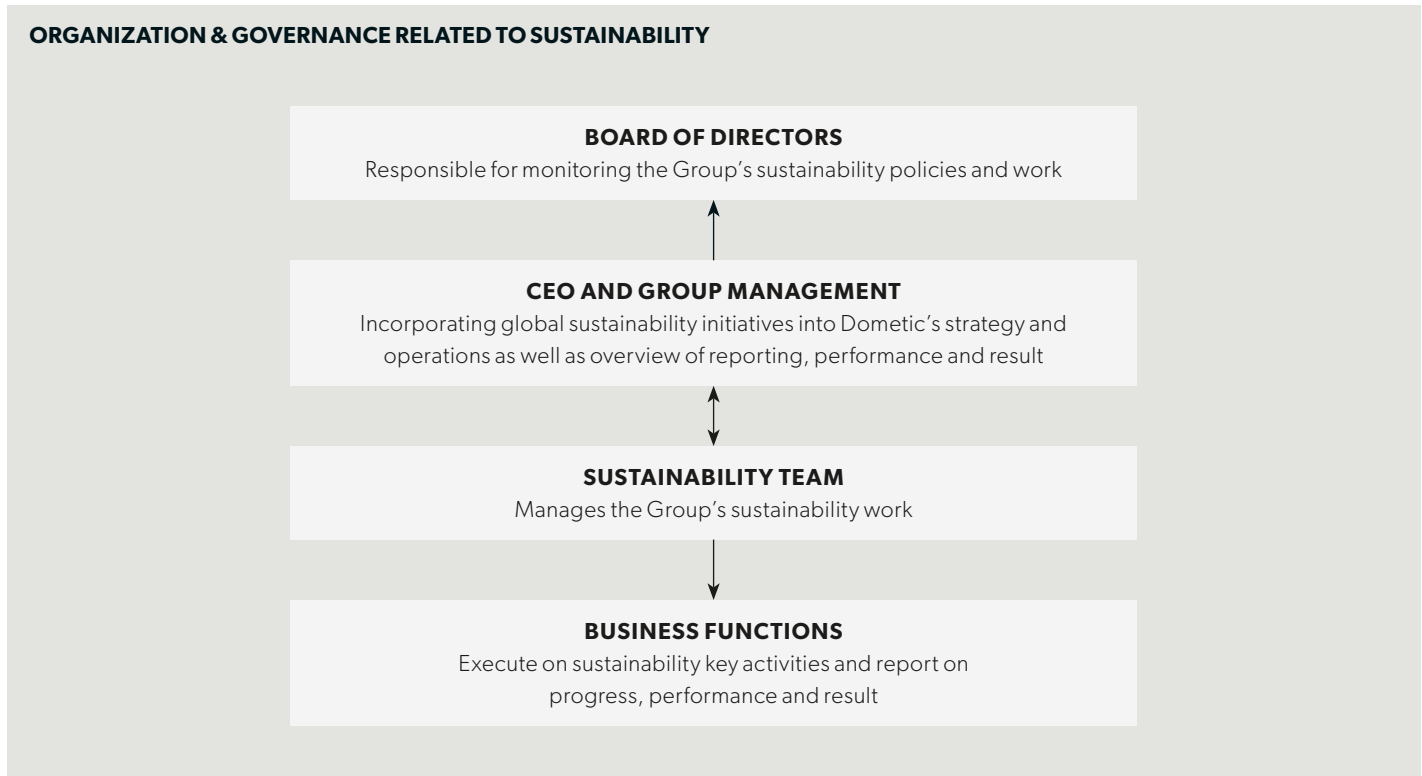 ORGANIZATION & GOVERNANCE RELATED TO SUSTAINABILITY
BOARD OF DIRECTORS
Responsible for monitoring the Group’s sustainability policies and work
CEO AND GROUP MANAGEMENT
Incorporating global sustainability initiatives into Dometic’s strategy and
operations as well as overview of reporting, performance and result
SUSTAINABILITY TEAM
Manages the Group’s sustainability work
BUSINESS FUNCTIONS
Execute on sustainability key activities and report on
progress, performance and result